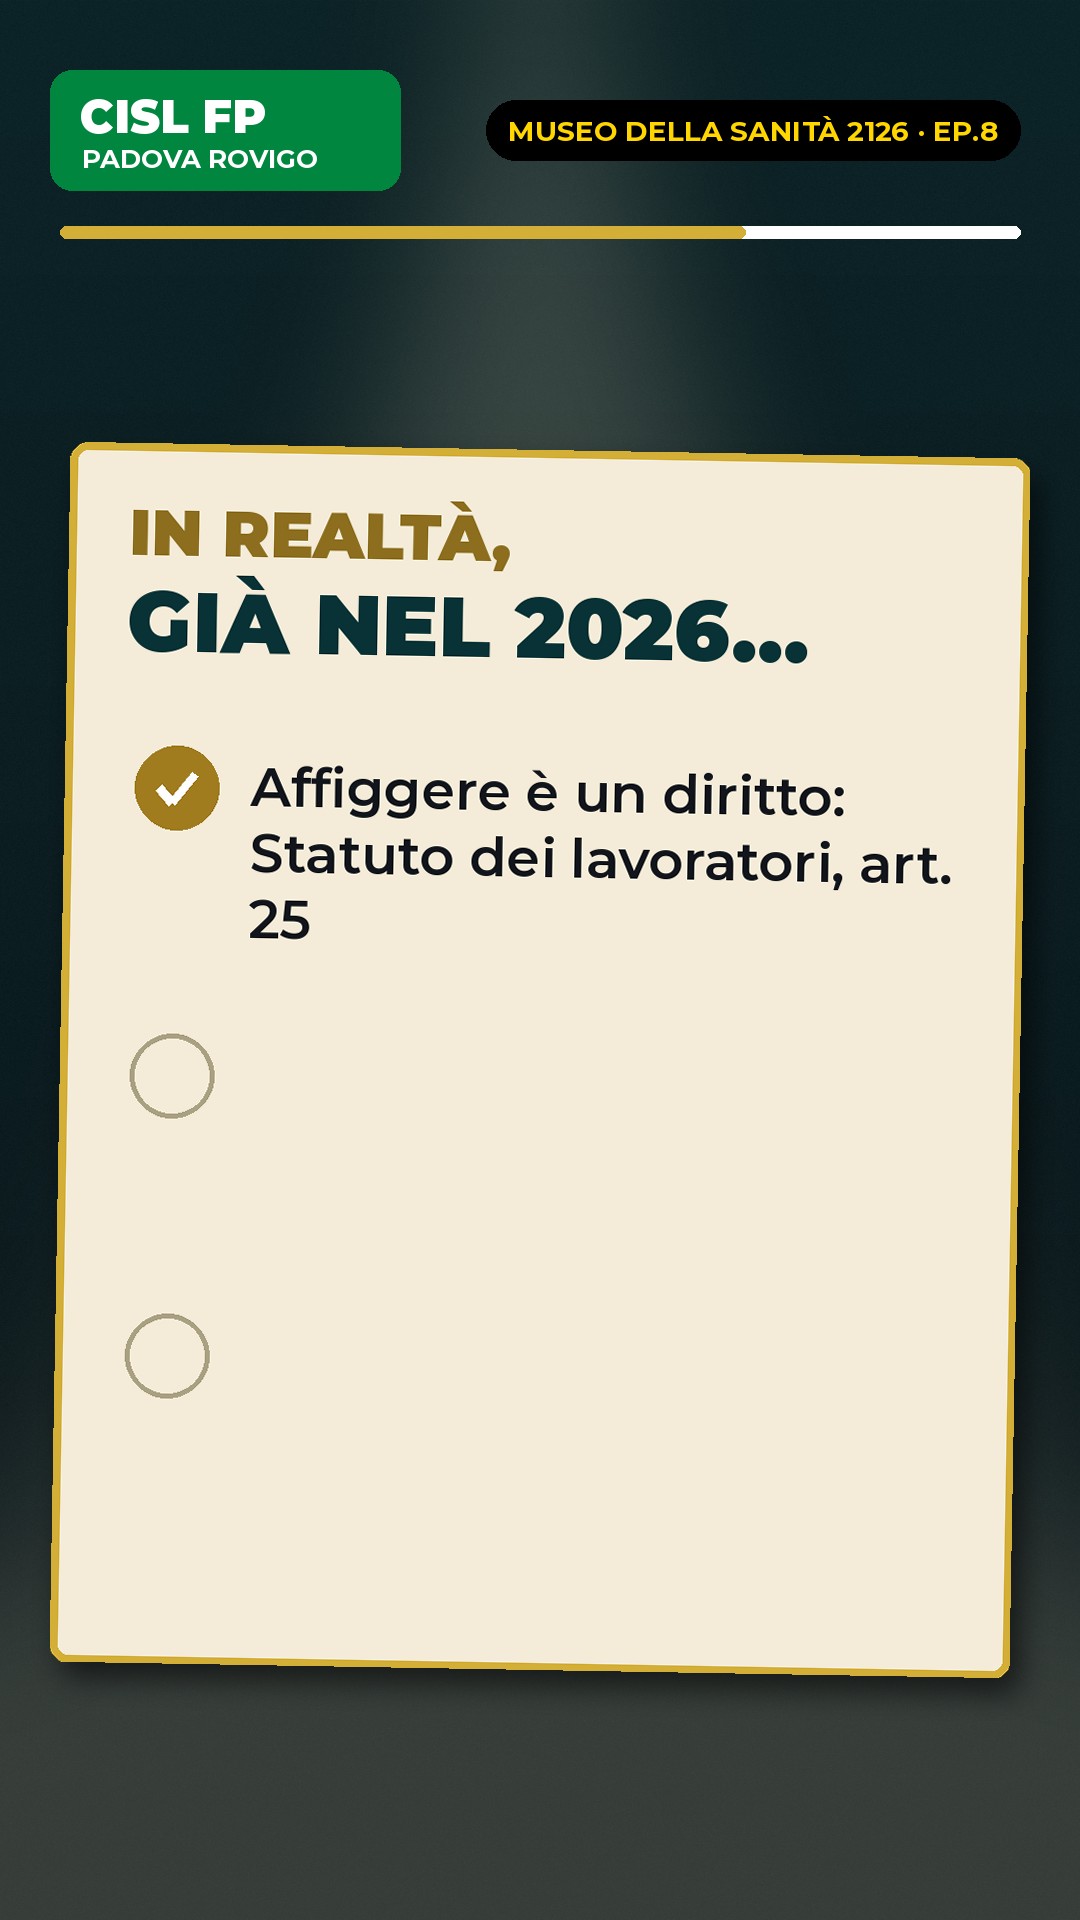 CISL FP
PADOVA ROVIGO
MUSEO DELLA SANITÀ 2126 · EP.8
IN REALTÀ,
GIÀ NEL 2026...
Affiggere è un diritto:
Statuto dei lavoratori, art.
25